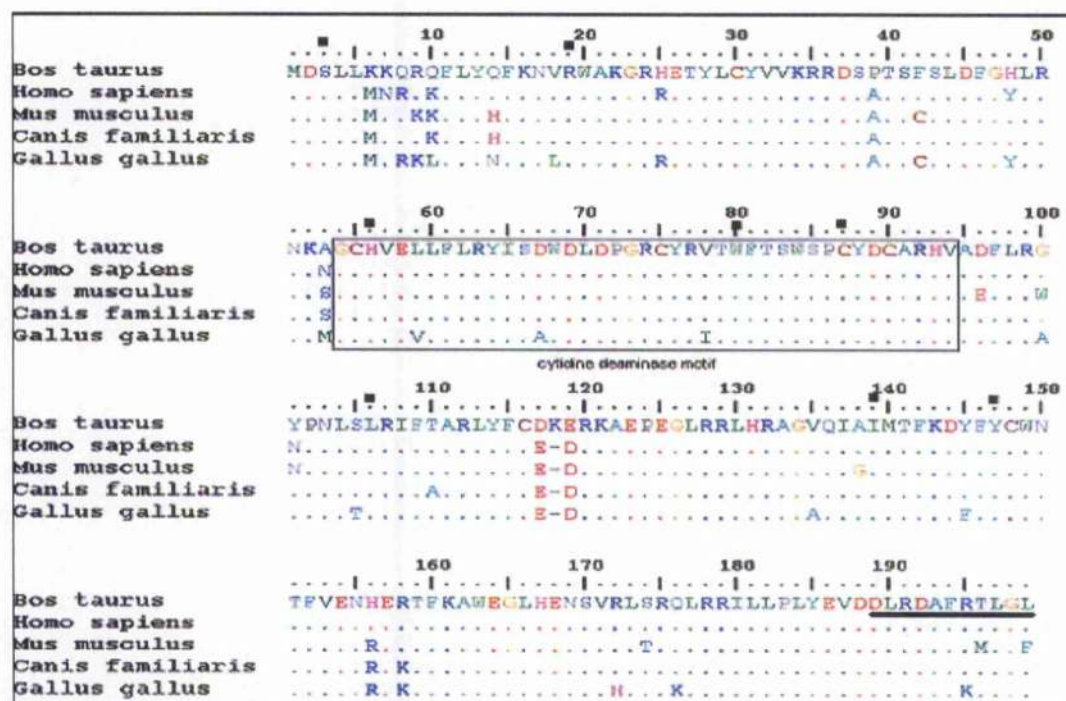 10 20 30 40 50
Bos taurus MDSLLKKQRQFLYQFKNVRWAKGRHETYLCYVVKRRDSPTSFSLDFGHLR
Homo sapiens .....MNR.K..............R.............A........Y..
Mus musculus .....M..KK...H........................A..C........
Canis familiaris .....M...K...H........................A...........
Gallus gallus .....M.RKL...N...L......R.............A..C.....Y..
60 70 80 90 100
Bos taurus NKAGCHVELLFLRYISDWDLDPGRCYRVTWFTSWSPCYDCARHVADFLRG
Homo sapiens ..N...............................................
Mus musculus ..S............................................E...W
Canis familiaris ..S...............................................
Gallus gallus ..M.....V.......A..........I.....................A
cytidine deaminase motif
110 120 130 140 150
Bos taurus YPNLSLRIFTARLYFCDKERKAEPEGLRRLHRAGVQIAIMTFKDYFYCWN
Homo sapiens N...............E-D...............................
Mus musculus N...............E-D..................G............
Canis familiaris .........A......E-D...............................
Gallus gallus ....T...........E-D...............A.........F.....
160 170 180 190
Bos taurus TFVENHERTFKAWEGLHENSVRLSRQLRRILLPLYEVDDLRDAFRTLGL
Homo sapiens .................................................
Mus musculus .....R.................T.....................M..F
Canis familiaris .....R.K.........................................
Gallus gallus .....R.K.............H...K..................K....